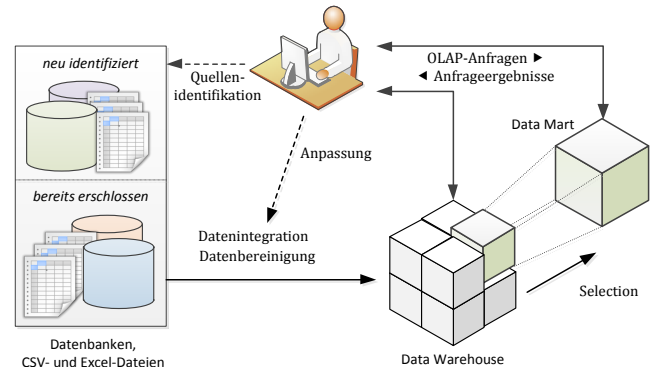 neu identifiziert
bereits erschlossen
Datenbanken,
CSV- und Excel-Dateien
Quellen-
identifikation
Anpassung
Datenintegration
Datenbereinigung
OLAP-Anfragen ►
◄ Anfrageergebnisse
Data Mart
Selection
Data Warehouse